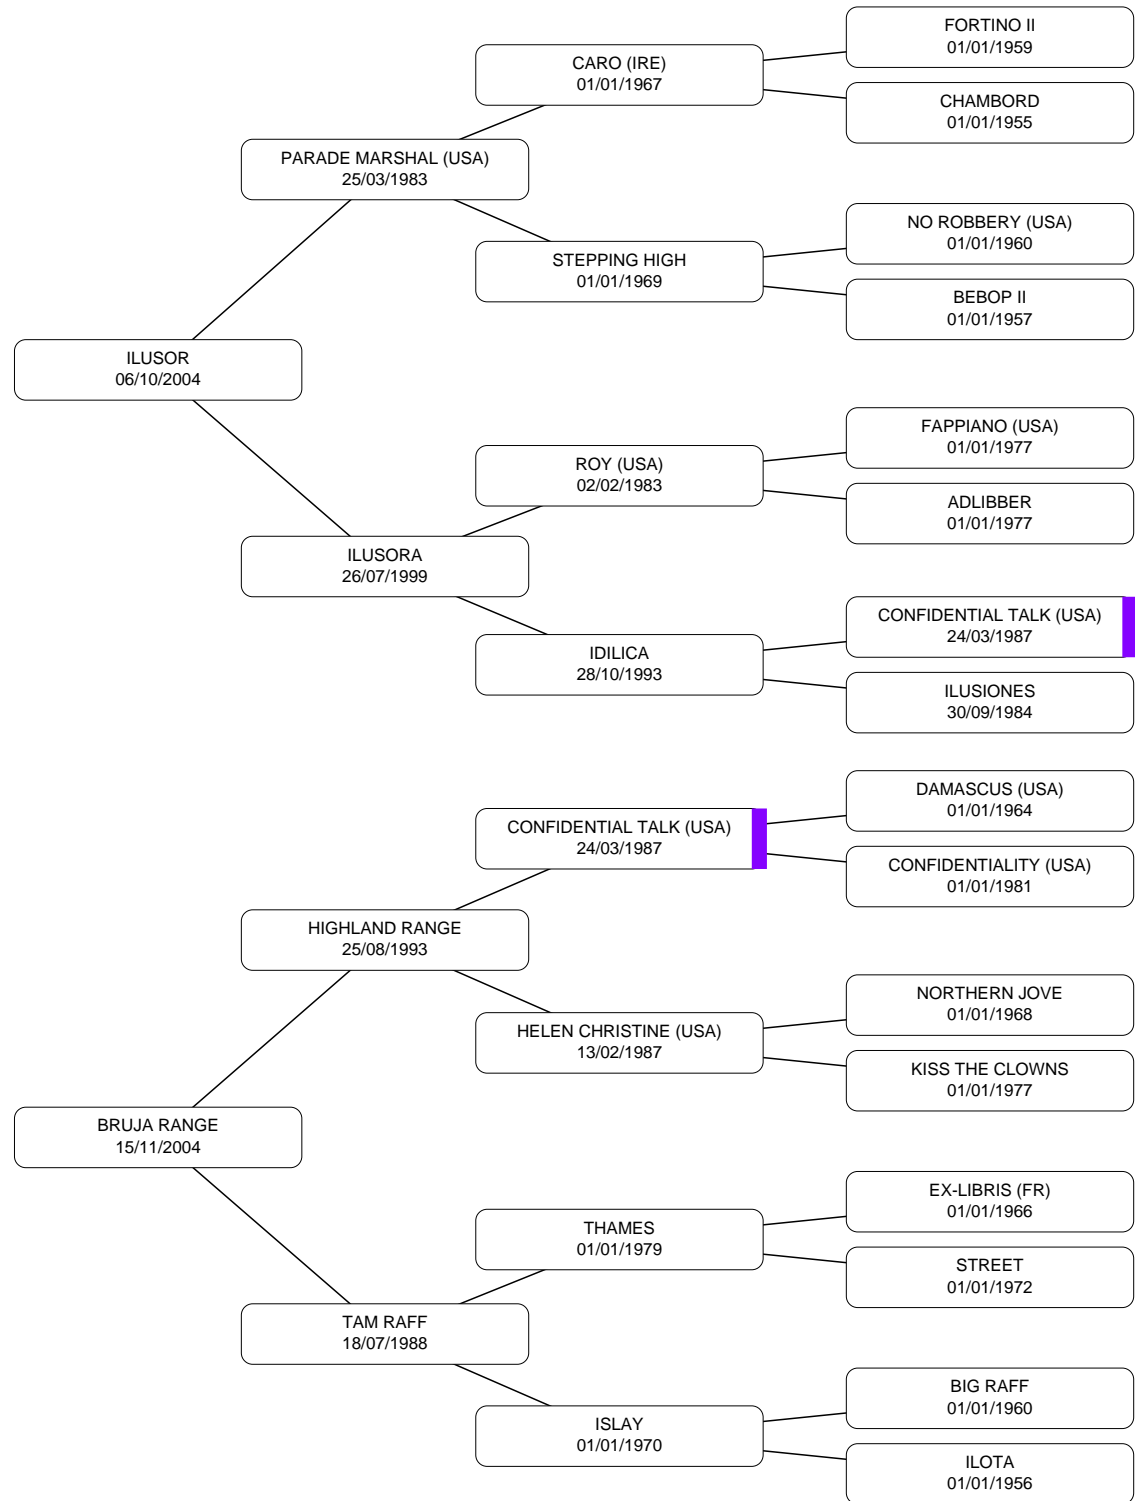 FORTINO II
01/01/1959
CARO (IRE)
01/01/1967
CHAMBORD
01/01/1955
PARADE MARSHAL (USA)
25/03/1983
NO ROBBERY (USA)
01/01/1960
STEPPING HIGH
01/01/1969
BEBOP II
01/01/1957
ILUSOR
06/10/2004
FAPPIANO (USA)
01/01/1977
ROY (USA)
02/02/1983
ADLIBBER
01/01/1977
ILUSORA
26/07/1999
CONFIDENTIAL TALK (USA)
24/03/1987
IDILICA
28/10/1993
ILUSIONES
30/09/1984
DAMASCUS (USA)
01/01/1964
CONFIDENTIAL TALK (USA)
24/03/1987
CONFIDENTIALITY (USA)
01/01/1981
HIGHLAND RANGE
25/08/1993
NORTHERN JOVE
01/01/1968
HELEN CHRISTINE (USA)
13/02/1987
KISS THE CLOWNS
01/01/1977
BRUJA RANGE
15/11/2004
EX-LIBRIS (FR)
01/01/1966
THAMES
01/01/1979
STREET
01/01/1972
TAM RAFF
18/07/1988
BIG RAFF
01/01/1960
ISLAY
01/01/1970
ILOTA
01/01/1956